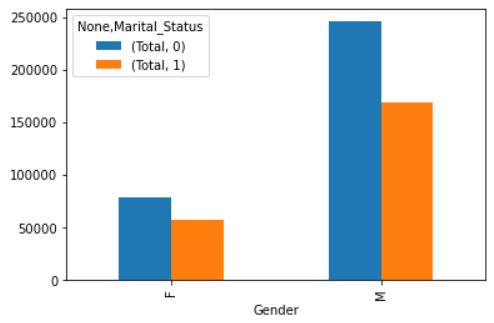 None,Marital_Status
(Total, 0)
(Total, 1)
250000
200000
150000
100000
50000
0
F
M
Gender